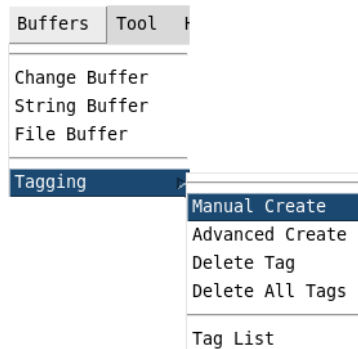 Buffers Tool
Change Buffer
String Buffer
File Buffer
Tagging
Manual Create
Advanced Create
Delete Tag
Delete All Tags
Tag List